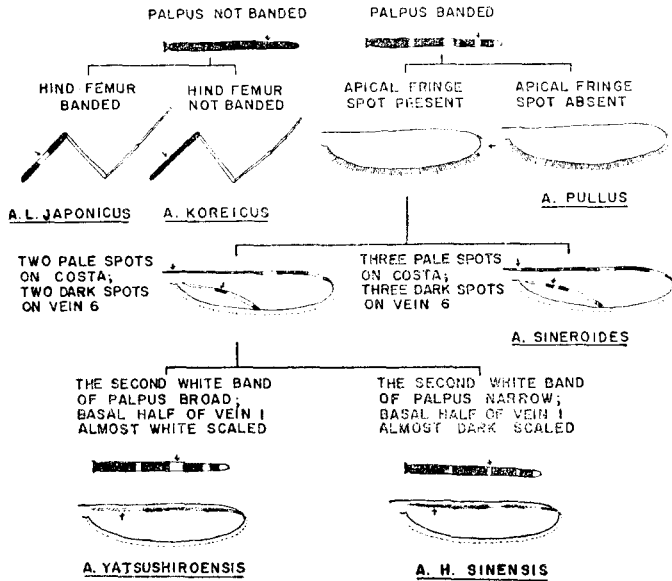 PALPUS NOT BANDED
PALPUS BANDED
HIND FEMUR
BANDED
HIND FEMUR
NOT BANDED
APICAL FRINGE
SPOT PRESENT
APICAL FRINGE
SPOT ABSENT
A. L. JAPONICUS
A. KOREICUS
A. PULLUS
TWO PALE SPOTS
ON COSTA;
TWO DARK SPOTS
ON VEIN 6
THREE PALE SPOTS
ON COSTA;
THREE DARK SPOTS
ON VEIN 6
A. SINEROIDES
THE SECOND WHITE BAND
OF PALPUS BROAD;
BASAL HALF OF VEIN I
ALMOST WHITE SCALED
THE SECOND WHITE BAND
OF PALPUS NARROW;
BASAL HALF OF VEIN I
ALMOST DARK SCALED
A. YATSUSHIROENSIS
A. H. SINENSIS